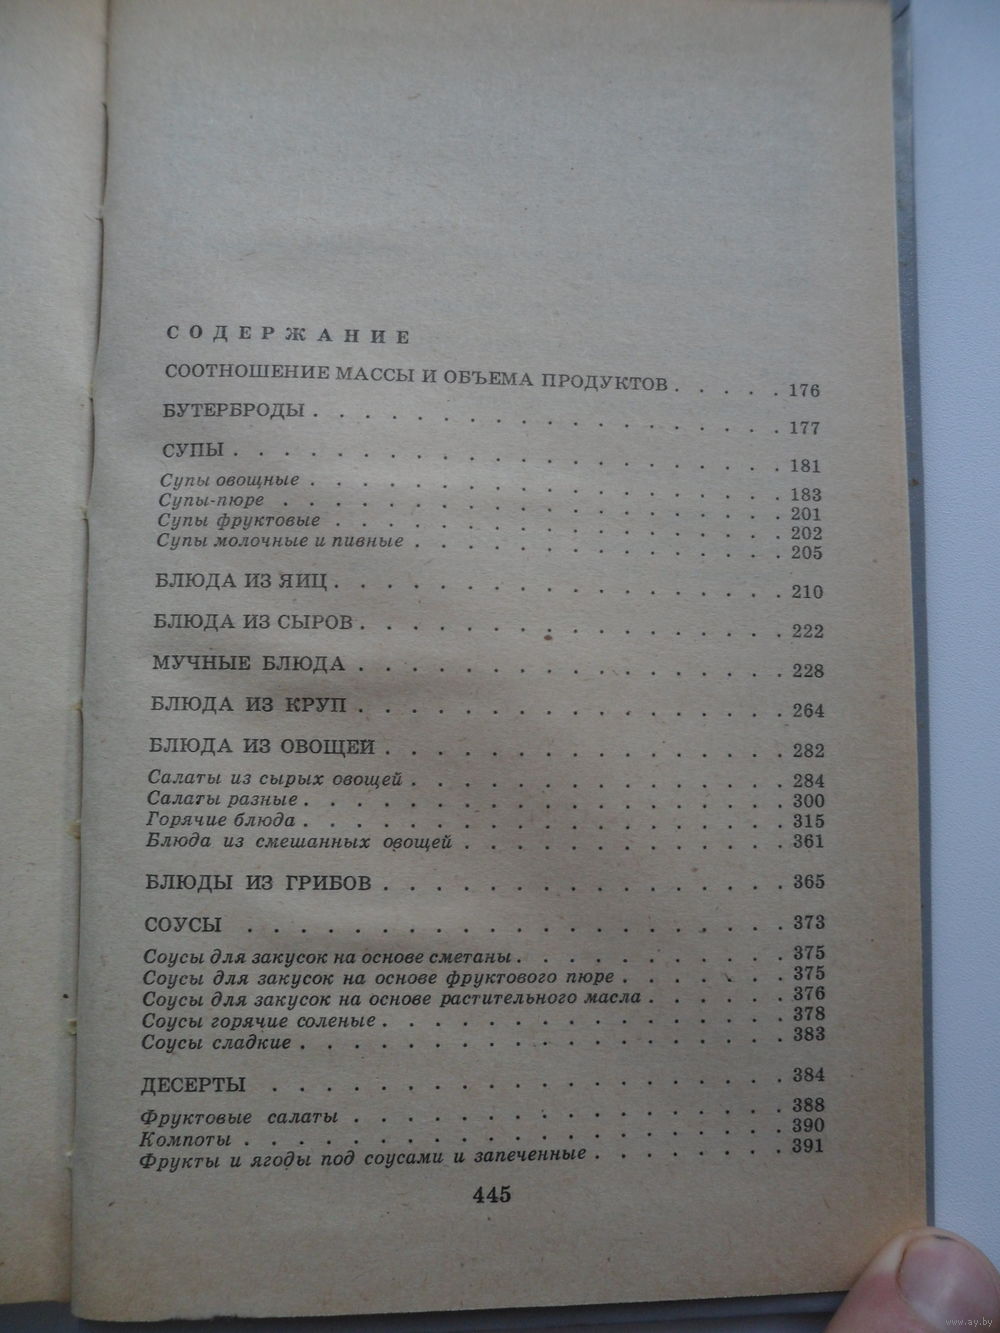 СОДЕРЖАНИЕ
СООТНОШЕНИЕ МАССЫ И ОБЪЕМА ПРОДУКТОВ . . . . . 176
БУТЕРБРОДЫ . . . . . . . . . . . . . . . . . . 177
СУПЫ . . . . . . . . . . . . . . . . . . . . . 181
Супы овощные . . . . . . . . . . . . . . . . . . 183
Супы-пюре . . . . . . . . . . . . . . . . . . . 201
Супы фруктовые . . . . . . . . . . . . . . . . . 202
Супы молочные и пивные . . . . . . . . . . . . . . 205
БЛЮДА ИЗ ЯИЦ . . . . . . . . . . . . . . . . . 210
БЛЮДА ИЗ СЫРОВ . . . . . . . . . . . . . . . . 222
МУЧНЫЕ БЛЮДА . . . . . . . . . . . . . . . . 228
БЛЮДА ИЗ КРУП . . . . . . . . . . . . . . . . 264
БЛЮДА ИЗ ОВОЩЕЙ . . . . . . . . . . . . . . . 282
Салаты из сырых овощей . . . . . . . . . . . . . . 284
Салаты разные . . . . . . . . . . . . . . . . . . 300
Горячие блюда . . . . . . . . . . . . . . . . . . 315
Блюда из смешанных овощей . . . . . . . . . . . . 361
БЛЮДЫ ИЗ ГРИБОВ . . . . . . . . . . . . . . . 365
СОУСЫ . . . . . . . . . . . . . . . . . . . . 373
Соусы для закусок на основе сметаны . . . . . . . . . . 375
Соусы для закусок на основе фруктового пюре . . . . . . 375
Соусы для закусок на основе растительного масла . . . . . 376
Соусы горячие соленые . . . . . . . . . . . . . . . 378
Соусы сладкие . . . . . . . . . . . . . . . . . . 383
ДЕСЕРТЫ . . . . . . . . . . . . . . . . . . . 384
Фруктовые салаты . . . . . . . . . . . . . . . . 388
Компоты . . . . . . . . . . . . . . . . . . . . 390
Фрукты и ягоды под соусами и запеченные . . . . . . . 391
445
www.ay.by